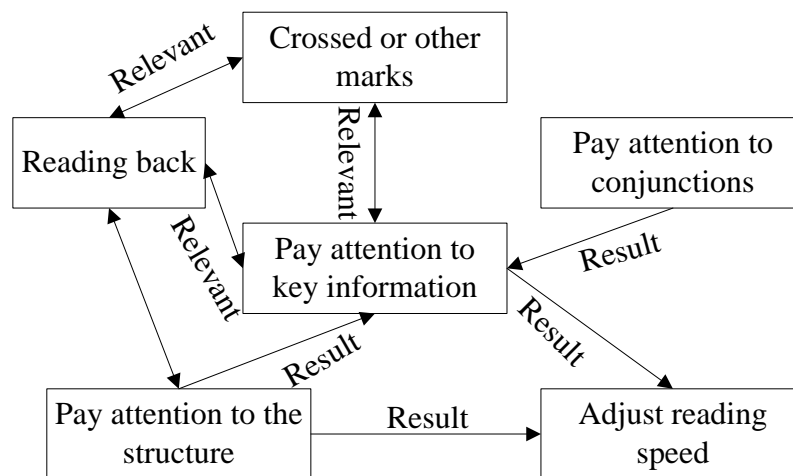 Crossed or other
marks
Relevant
Reading back
Relevant
Pay attention to
conjunctions
Relevant
Pay attention to
key information
Result
Result
Result
Pay attention to the
structure
Result
Adjust reading
speed